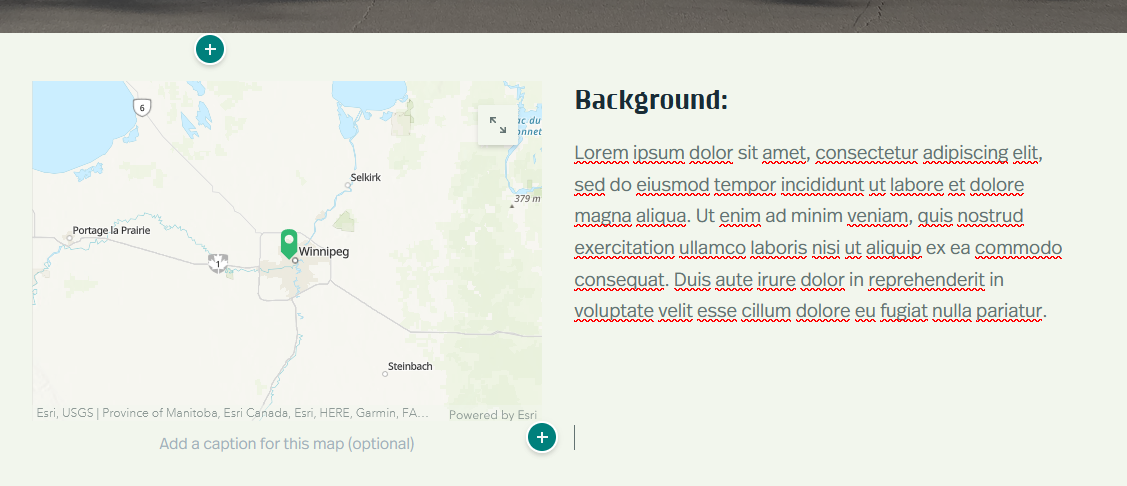 6
ac du
onnet
Selkirk
379 m
Portage la Prairie
1
Winnipeg
Steinbach
Esri, USGS | Province of Manitoba, Esri Canada, Esri, HERE, Garmin, FA...
Powered by Esri
Add a caption for this map (optional)
Background:
Lorem ipsum dolor sit amet, consectetur adipiscing elit,
sed do eiusmod tempor incididunt ut labore et dolore
magna aliqua. Ut enim ad minim veniam, quis nostrud
exercitation ullamco laboris nisi ut aliquip ex ea commodo
consequat. Duis aute irure dolor in reprehenderit in
voluptate velit esse cillum dolore eu fugiat nulla pariatur.